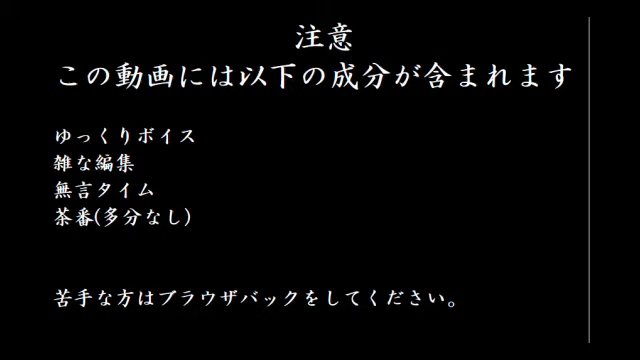 注意
この動画には以下の成分が含まれます
ゆっくりボイス
雑な編集
無言タイム
茶番(多分なし)
苦手な方はブラウザバックをしてください。